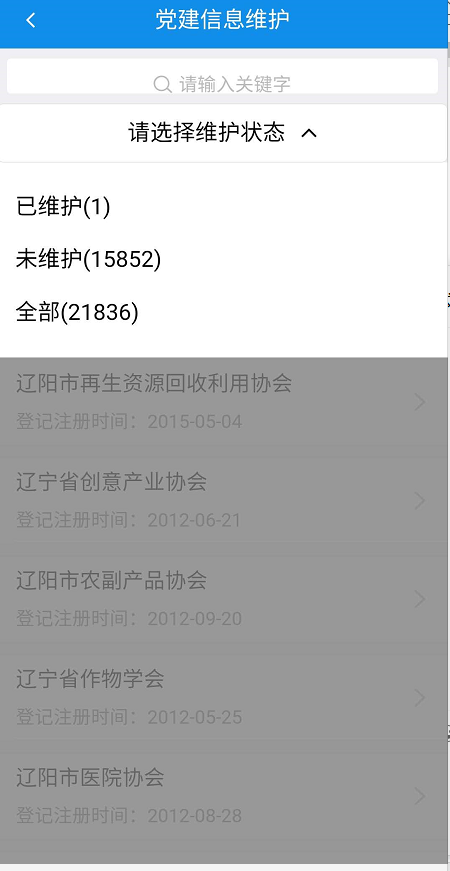 党建信息维护
请输入关键字
请选择维护状态
已维护(1)
未维护(15852)
全部(21836)
辽阳市再生资源回收利用协会
登记注册时间：2015-05-04
辽宁省创意产业协会
登记注册时间：2012-06-21
辽阳市农副产品协会
登记注册时间：2012-09-20
辽宁省作物学会
登记注册时间：2012-05-25
辽阳市医院协会
登记注册时间：2012-08-28